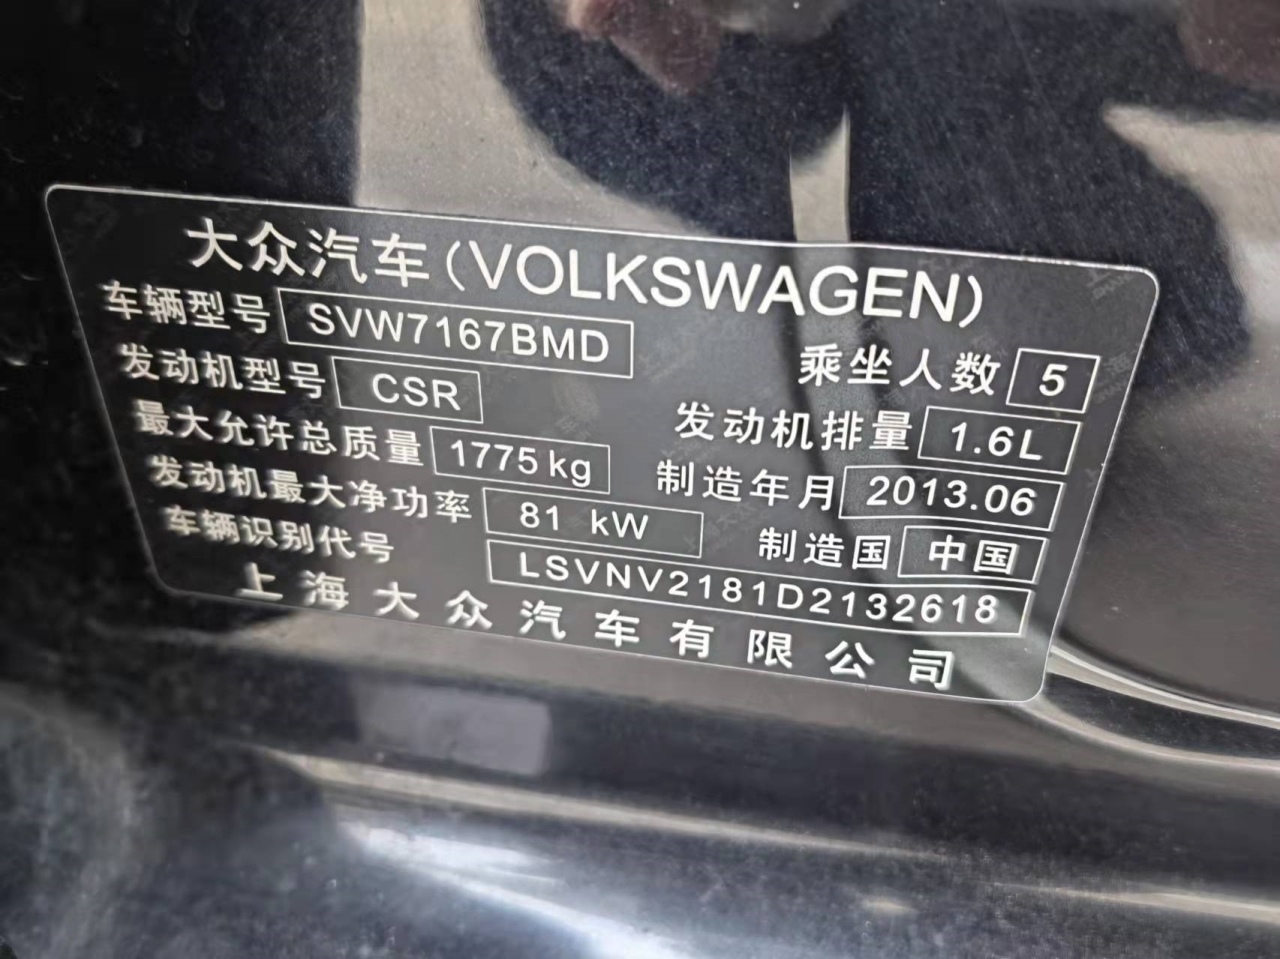 大众汽车(VOLKSWAGEN)
车辆型号 SVW7167BMD
乘坐人数 5
发动机型号 CSR
发动机排量 1.6L
最大允许总质量 1775kg
制造年月 2013.06
发动机最大净功率 81 kW
制造国 中国
车辆识别代号 LSVNV2181D2132618
上海大众汽车有限公司